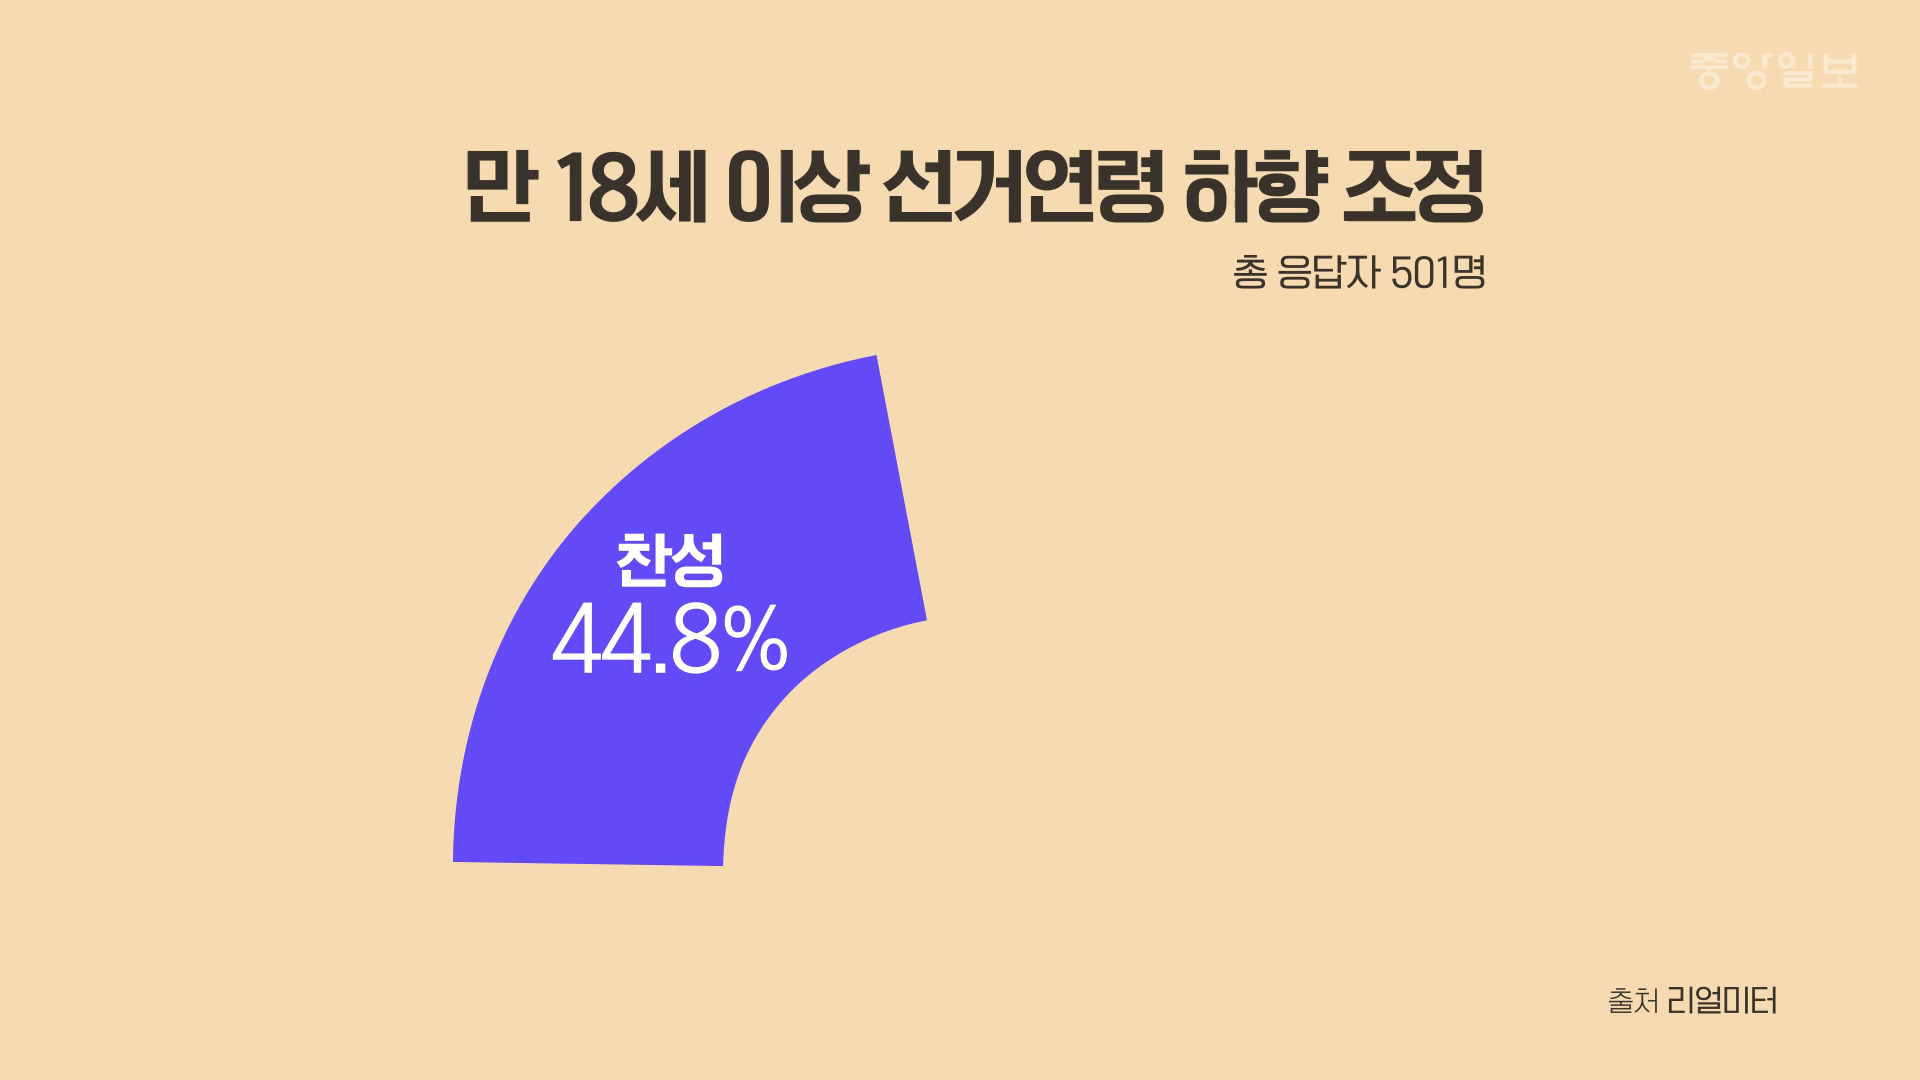 중앙일보
만 18세 이상 선거연령 하향 조정
총 응답자 501명
찬성
44.8%
출처 리얼미터